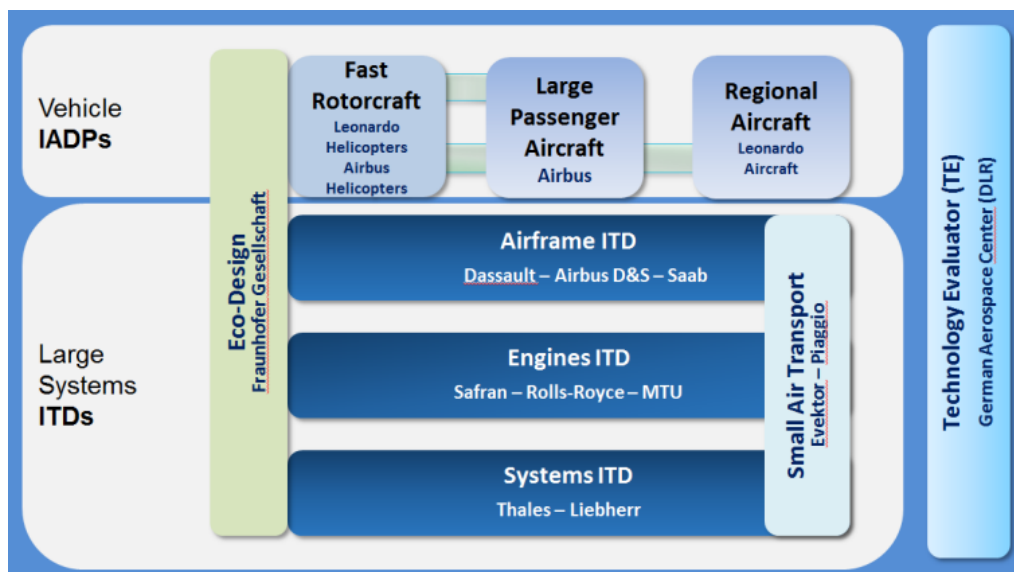 Vehicle
IADPs
Fast
Rotorcraft
Leonardo
Helicopters
Airbus
Helicopters
Large
Passenger
Aircraft
Airbus
Regional
Aircraft
Leonardo
Aircraft
Large
Systems
ITDs
Eco-Design
Fraunhofer Gesellschaft
Airframe ITD
Dassault – Airbus D&S – Saab
Engines ITD
Safran – Rolls-Royce – MTU
Systems ITD
Thales – Liebherr
Small Air Transport
Evektor – Piaggio
Technology Evaluator (TE)
German Aerospace Center (DLR)